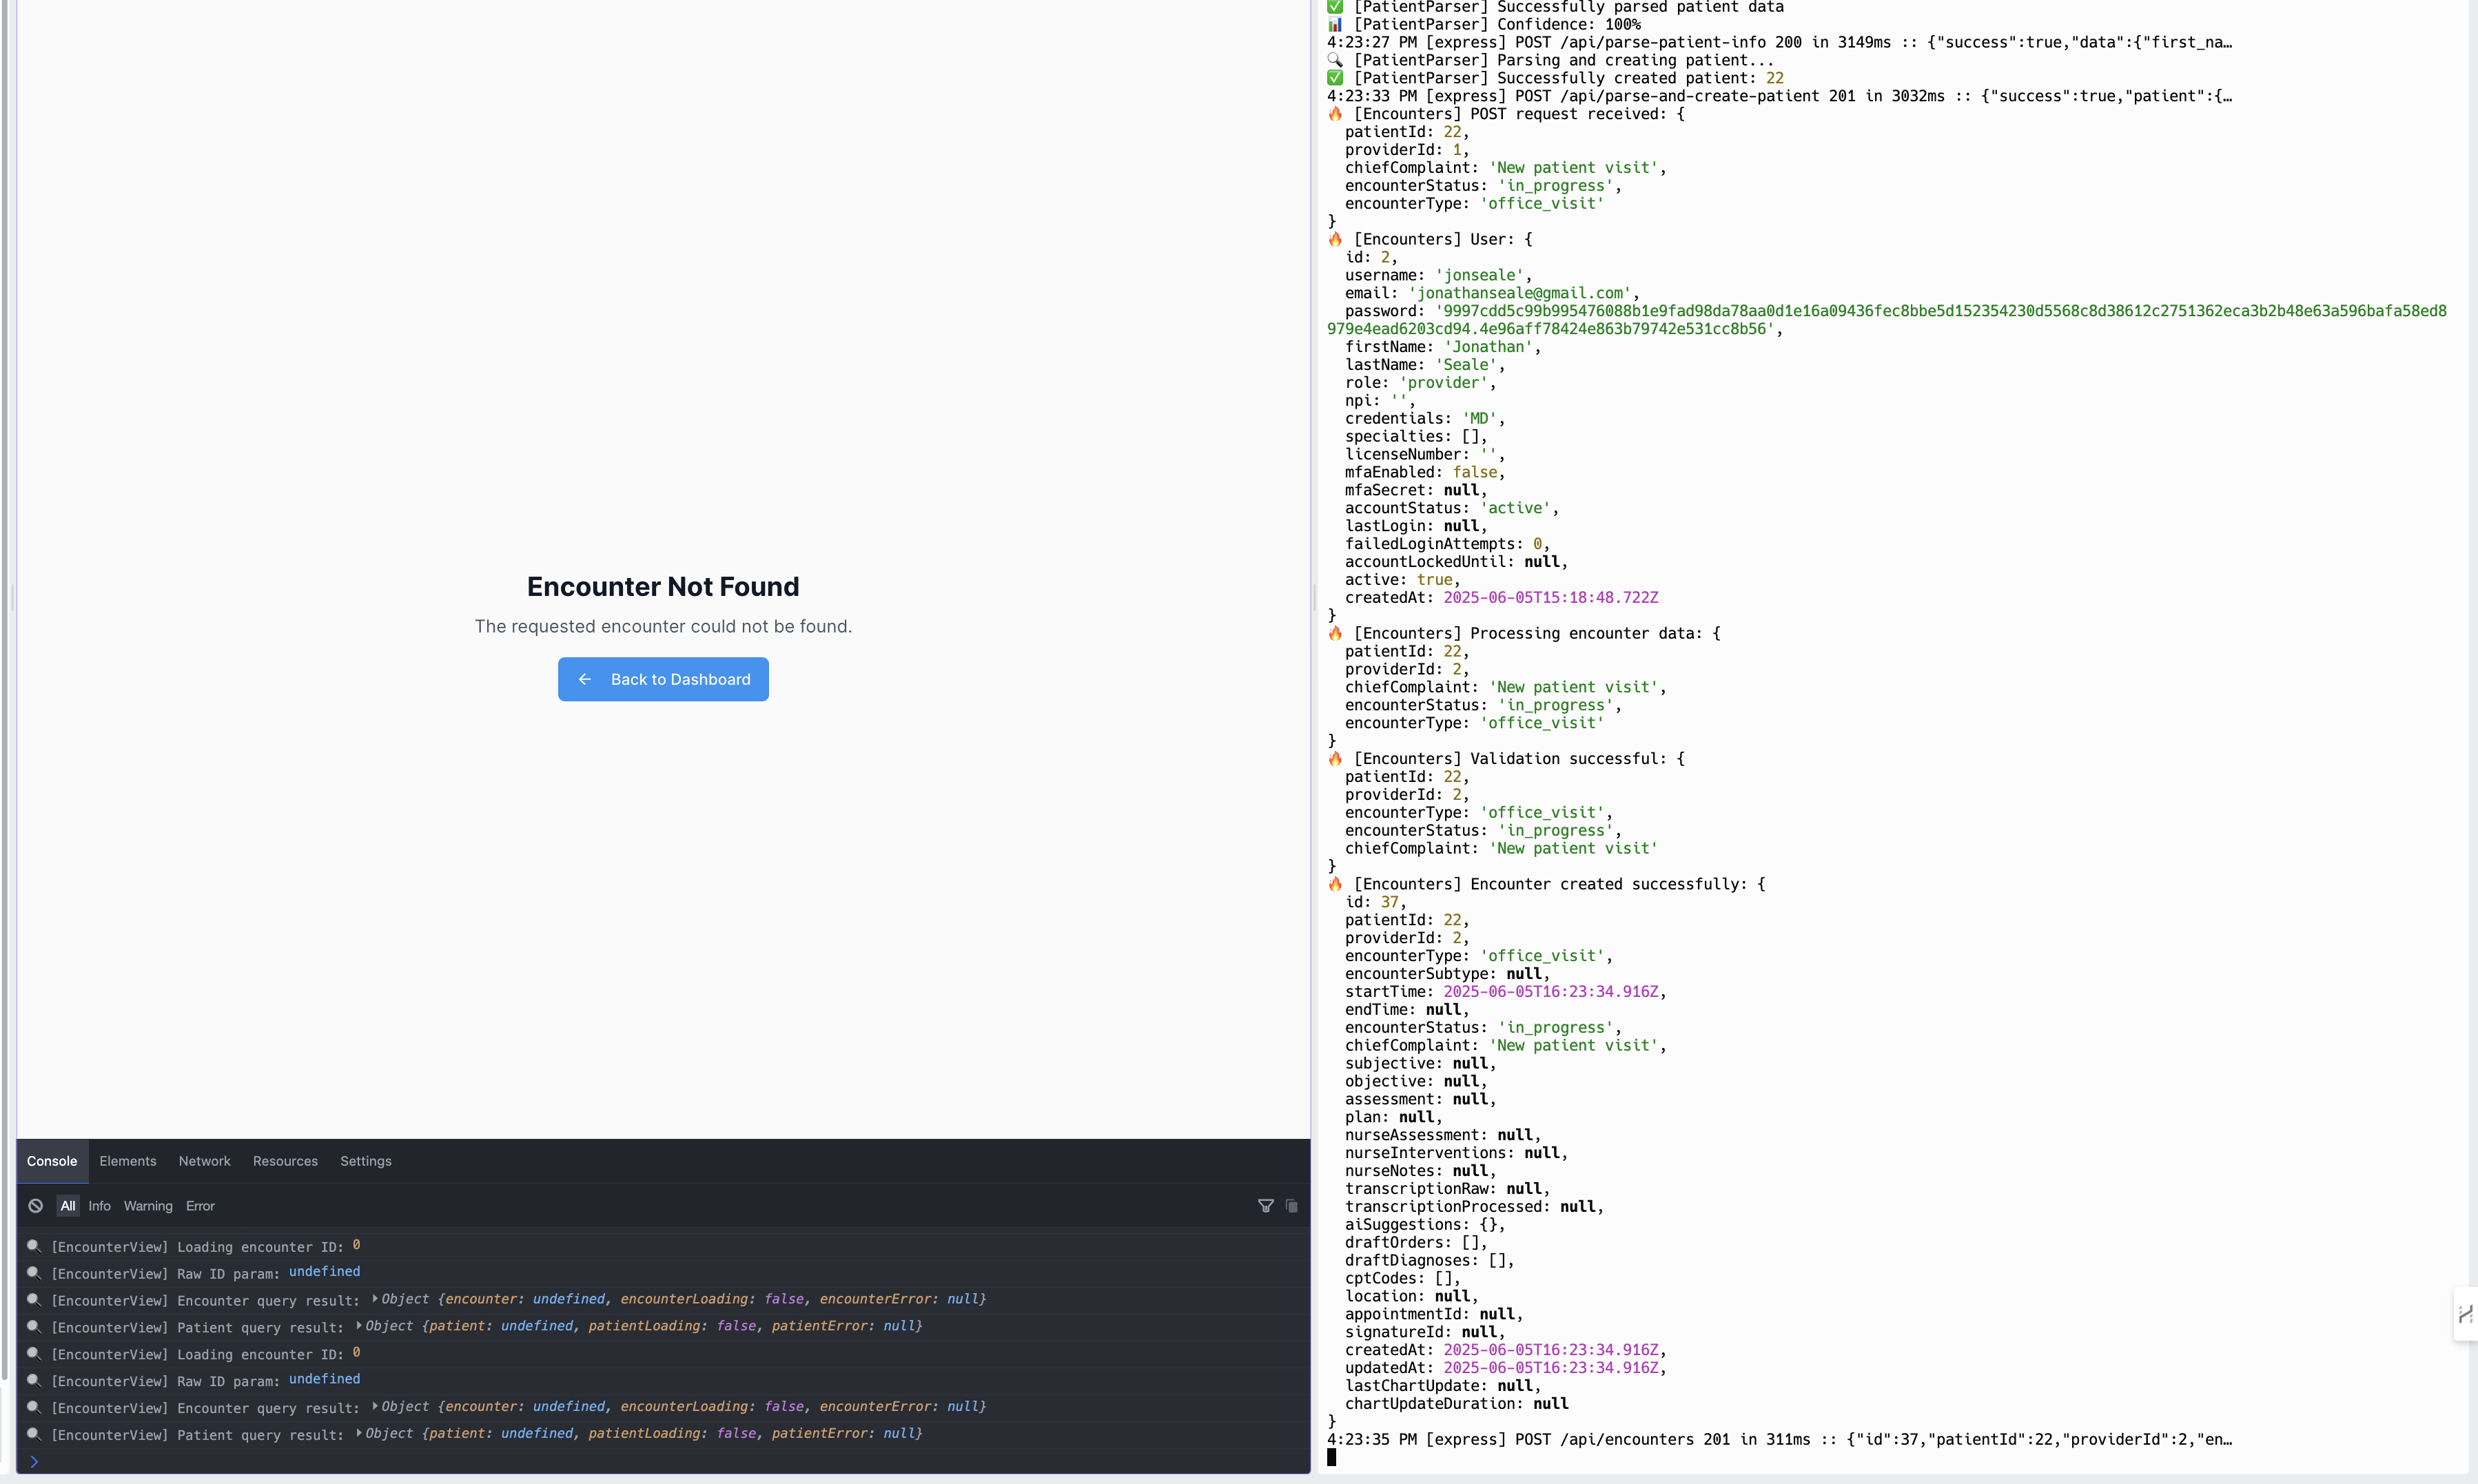 Encounter Not Found
The requested encounter could not be found.
← Back to Dashboard
Console Elements Network Resources Settings
All Info Warning Error
🔍 [EncounterView] Loading encounter ID: 0
🔍 [EncounterView] Raw ID param: undefined
🔍 [EncounterView] Encounter query result: ▶Object {encounter: undefined, encounterLoading: false, encounterError: null}
🔍 [EncounterView] Patient query result: ▶Object {patient: undefined, patientLoading: false, patientError: null}
🔍 [EncounterView] Loading encounter ID: 0
🔍 [EncounterView] Raw ID param: undefined
🔍 [EncounterView] Encounter query result: ▶Object {encounter: undefined, encounterLoading: false, encounterError: null}
🔍 [EncounterView] Patient query result: ▶Object {patient: undefined, patientLoading: false, patientError: null}
✅ [PatientParser] Successfully parsed patient data
📊 [PatientParser] Confidence: 100%
4:23:27 PM [express] POST /api/parse-patient-info 200 in 3149ms :: {"success":true,"data":{"first_na…
🔍 [PatientParser] Parsing and creating patient...
✅ [PatientParser] Successfully created patient: 22
4:23:33 PM [express] POST /api/parse-and-create-patient 201 in 3032ms :: {"success":true,"patient":{…
🔥 [Encounters] POST request received: {
patientId: 22,
providerId: 1,
chiefComplaint: 'New patient visit',
encounterStatus: 'in_progress',
encounterType: 'office_visit'
}
🔥 [Encounters] User: {
id: 2,
username: 'jonseale',
email: 'jonathanseale@gmail.com',
password: '9997cdd5c99b995476088b1e9fad98da78aa0d1e16a09436fec8bbe5d152354230d5568c8d38612c2751362eca3b2b48e63a596bafa58ed8
979e4ead6203cd94.4e96aff78424e863b79742e531cc8b56',
firstName: 'Jonathan',
lastName: 'Seale',
role: 'provider',
npi: '',
credentials: 'MD',
specialties: [],
licenseNumber: '',
mfaEnabled: false,
mfaSecret: null,
accountStatus: 'active',
lastLogin: null,
failedLoginAttempts: 0,
accountLockedUntil: null,
active: true,
createdAt: 2025-06-05T15:18:48.722Z
}
🔥 [Encounters] Processing encounter data: {
patientId: 22,
providerId: 2,
chiefComplaint: 'New patient visit',
encounterStatus: 'in_progress',
encounterType: 'office_visit'
}
🔥 [Encounters] Validation successful: {
patientId: 22,
providerId: 2,
encounterType: 'office_visit',
encounterStatus: 'in_progress',
chiefComplaint: 'New patient visit'
}
🔥 [Encounters] Encounter created successfully: {
id: 37,
patientId: 22,
providerId: 2,
encounterType: 'office_visit',
encounterSubtype: null,
startTime: 2025-06-05T16:23:34.916Z,
endTime: null,
encounterStatus: 'in_progress',
chiefComplaint: 'New patient visit',
subjective: null,
objective: null,
assessment: null,
plan: null,
nurseAssessment: null,
nurseInterventions: null,
nurseNotes: null,
transcriptionRaw: null,
transcriptionProcessed: null,
aiSuggestions: {},
draftOrders: [],
draftDiagnoses: [],
cptCodes: [],
location: null,
appointmentId: null,
signatureId: null,
createdAt: 2025-06-05T16:23:34.916Z,
updatedAt: 2025-06-05T16:23:34.916Z,
lastChartUpdate: null,
chartUpdateDuration: null
}
4:23:35 PM [express] POST /api/encounters 201 in 311ms :: {"id":37,"patientId":22,"providerId":2,"en…